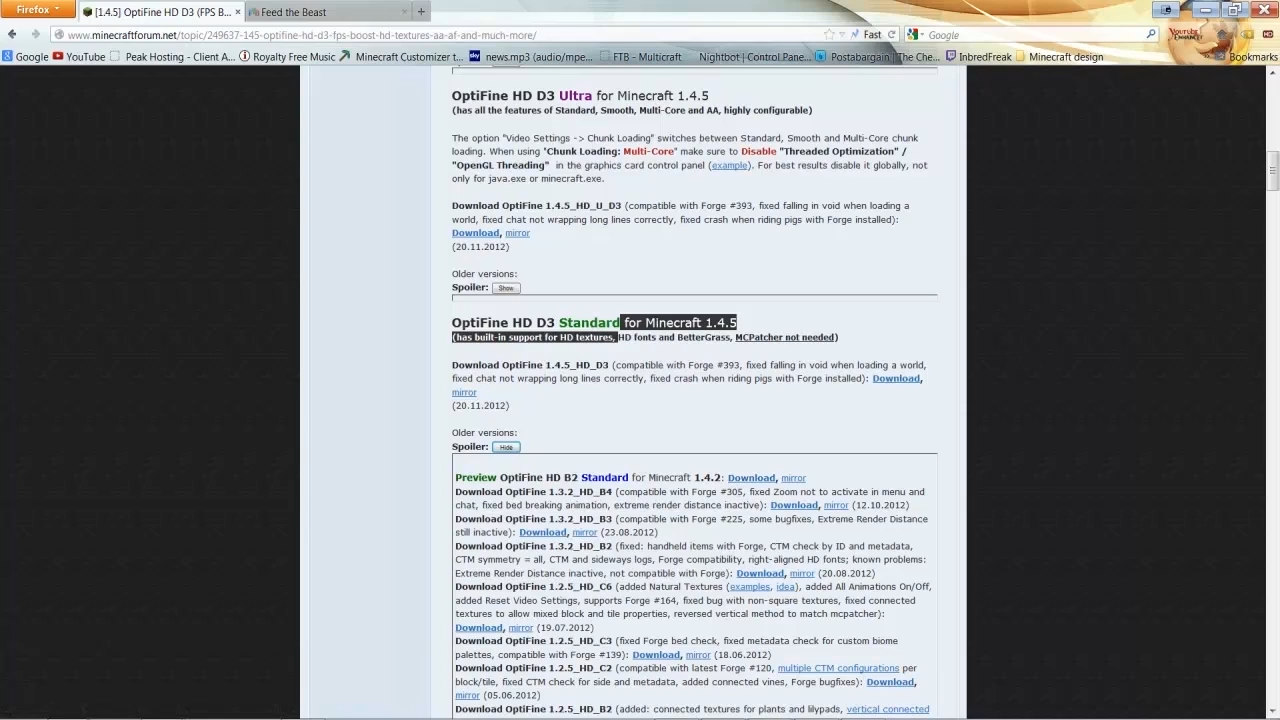 Firefox
[1.4.5] OptiFine HD D3 (FPS B... ×
Feed the Beast ×
www.minecraftforum.net/topic/249637-145-optifine-hd-d3-fps-boost-hd-textures-aa-af-and-much-more/
Fast
Google
Google YouTube Peak Hosting - Client A... Royalty Free Music Minecraft Customizer t... news.mp3 (audio/mpe... FTB - Multicraft Nightbot | Control Pane... Postabargain | The Che... InbredFreak Minecraft design Bookmarks
OptiFine HD D3 Ultra for Minecraft 1.4.5
(has all the features of Standard, Smooth, Multi-Core and AA, highly configurable)
The option "Video Settings -> Chunk Loading" switches between Standard, Smooth and Multi-Core chunk
loading. When using "Chunk Loading: Multi-Core" make sure to Disable "Threaded Optimization" /
"OpenGL Threading" in the graphics card control panel (example). For best results disable it globally, not
only for java.exe or minecraft.exe.
Download OptiFine 1.4.5_HD_U_D3 (compatible with Forge #393, fixed falling in void when loading a
world, fixed chat not wrapping long lines correctly, fixed crash when riding pigs with Forge installed):
Download, mirror
(20.11.2012)
Older versions:
Spoiler: Show
OptiFine HD D3 Standard for Minecraft 1.4.5
(has built-in support for HD textures, HD fonts and BetterGrass, MCPatcher not needed)
Download OptiFine 1.4.5_HD_D3 (compatible with Forge #393, fixed falling in void when loading a world,
fixed chat not wrapping long lines correctly, fixed crash when riding pigs with Forge installed): Download,
mirror
(20.11.2012)
Older versions:
Spoiler: Hide
Preview OptiFine HD B2 Standard for Minecraft 1.4.2: Download, mirror
Download OptiFine 1.3.2_HD_B4 (compatible with Forge #305, fixed Zoom not to activate in menu and
chat, fixed bed breaking animation, extreme render distance inactive): Download, mirror (12.10.2012)
Download OptiFine 1.3.2_HD_B3 (compatible with Forge #225, some bugfixes, Extreme Render Distance
still inactive): Download, mirror (23.08.2012)
Download OptiFine 1.3.2_HD_B2 (fixed: handheld items with Forge, CTM check by ID and metadata,
CTM symmetry = all, CTM and sideways logs, Forge compatibility, right-aligned HD fonts; known problems:
Extreme Render Distance inactive, not compatible with Forge): Download, mirror (20.08.2012)
Download OptiFine 1.2.5_HD_C6 (added Natural Textures (examples, idea), added All Animations On/Off,
added Reset Video Settings, supports Forge #164, fixed bug with non-square textures, fixed connected
textures to allow mixed block and tile properties, reversed vertical method to match mcpatcher):
Download, mirror (19.07.2012)
Download OptiFine 1.2.5_HD_C3 (fixed Forge bed check, fixed metadata check for custom biome
palettes, compatible with Forge #139): Download, mirror (18.06.2012)
Download OptiFine 1.2.5_HD_C2 (compatible with latest Forge #120, multiple CTM configurations per
block/tile, fixed CTM check for side and metadata, added connected vines, Forge bugfixes): Download,
mirror (05.06.2012)
Download OptiFine 1.2.5_HD_B2 (added: connected textures for plants and lilypads, vertical connected